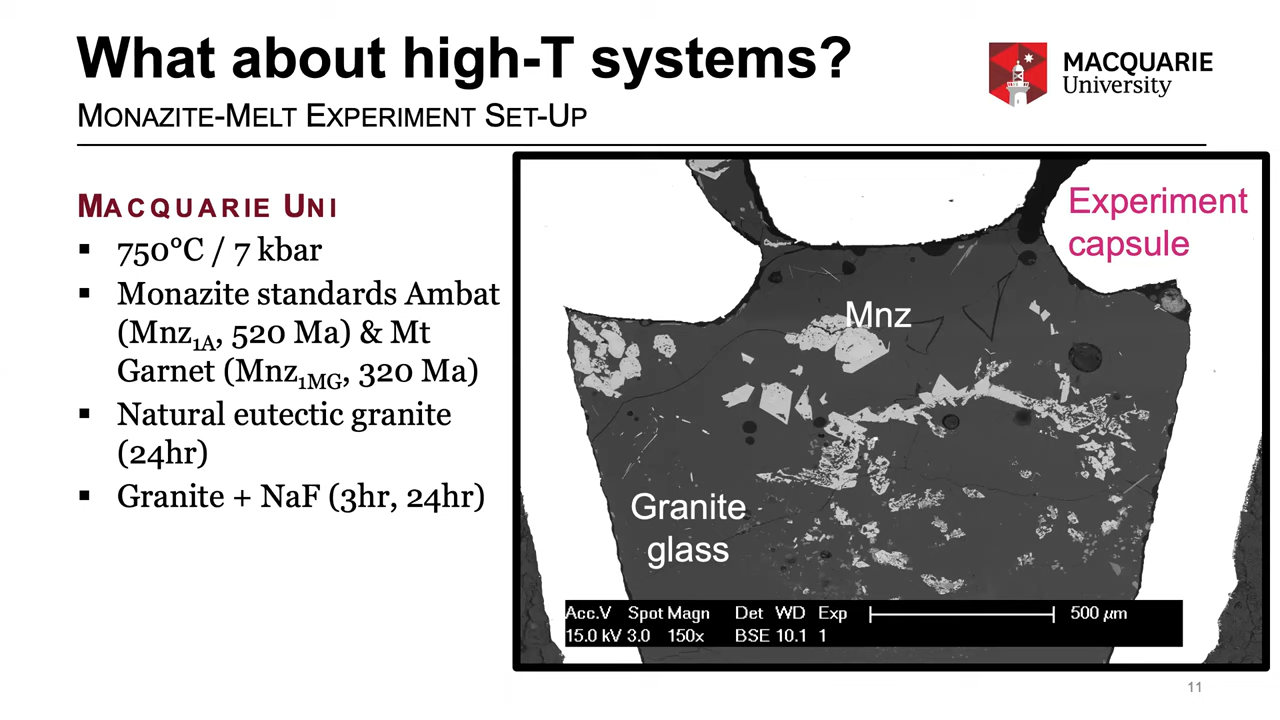 What about high-T systems?
MONAZITE-MELT EXPERIMENT SET-UP
MACQUARIE
University
MACQUARIE UNI
▪ 750°C / 7 kbar
▪ Monazite standards Ambat
(Mnz1A, 520 Ma) & Mt
Garnet (Mnz1MG, 320 Ma)
▪ Natural eutectic granite
(24hr)
▪ Granite + NaF (3hr, 24hr)
Experiment
capsule
Mnz
Granite
glass
Acc.V Spot Magn Det WD Exp 500 µm
15.0 kV 3.0 150x BSE 10.1 1
11